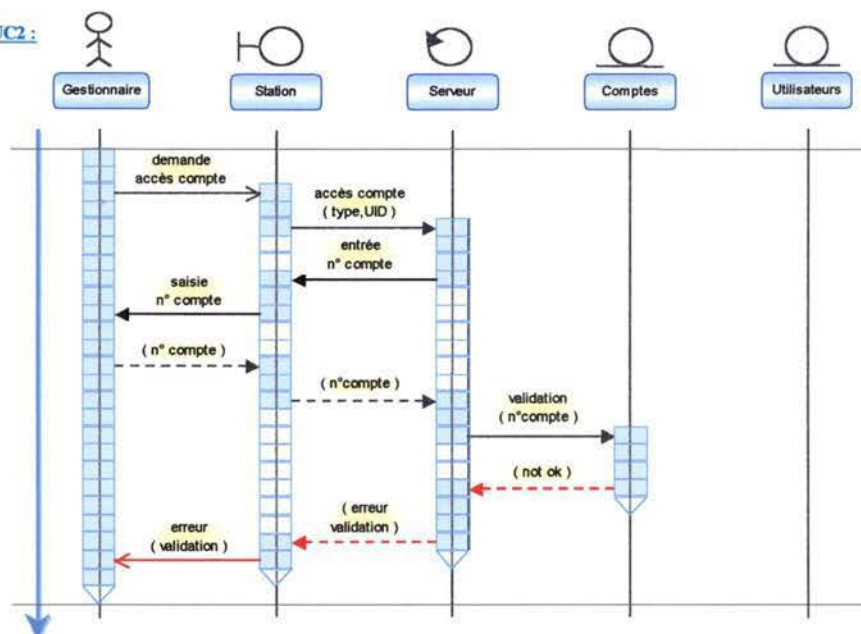 UC2 :
Gestionnaire
Station
Serveur
Comptes
Utilisateurs
demande
accès compte
accès compte
( type,UID )
entrée
n° compte
saisie
n° compte
( n° compte )
( n°compte )
validation
( n°compte )
( not ok )
( erreur
validation )
erreur
( validation )